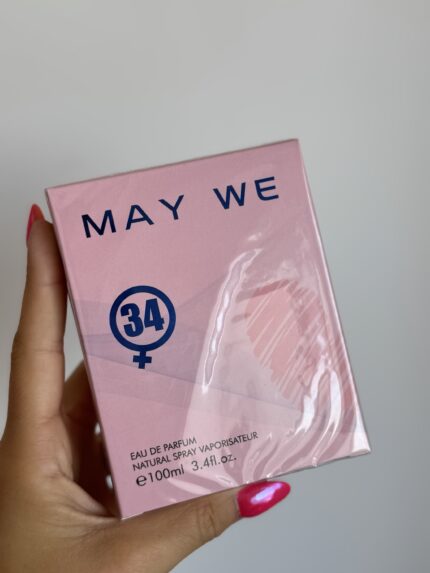 MAY WE
34
EAU DE PARFUM
NATURAL SPRAY VAPORISATEUR
℮100ml 3.4fl.oz.